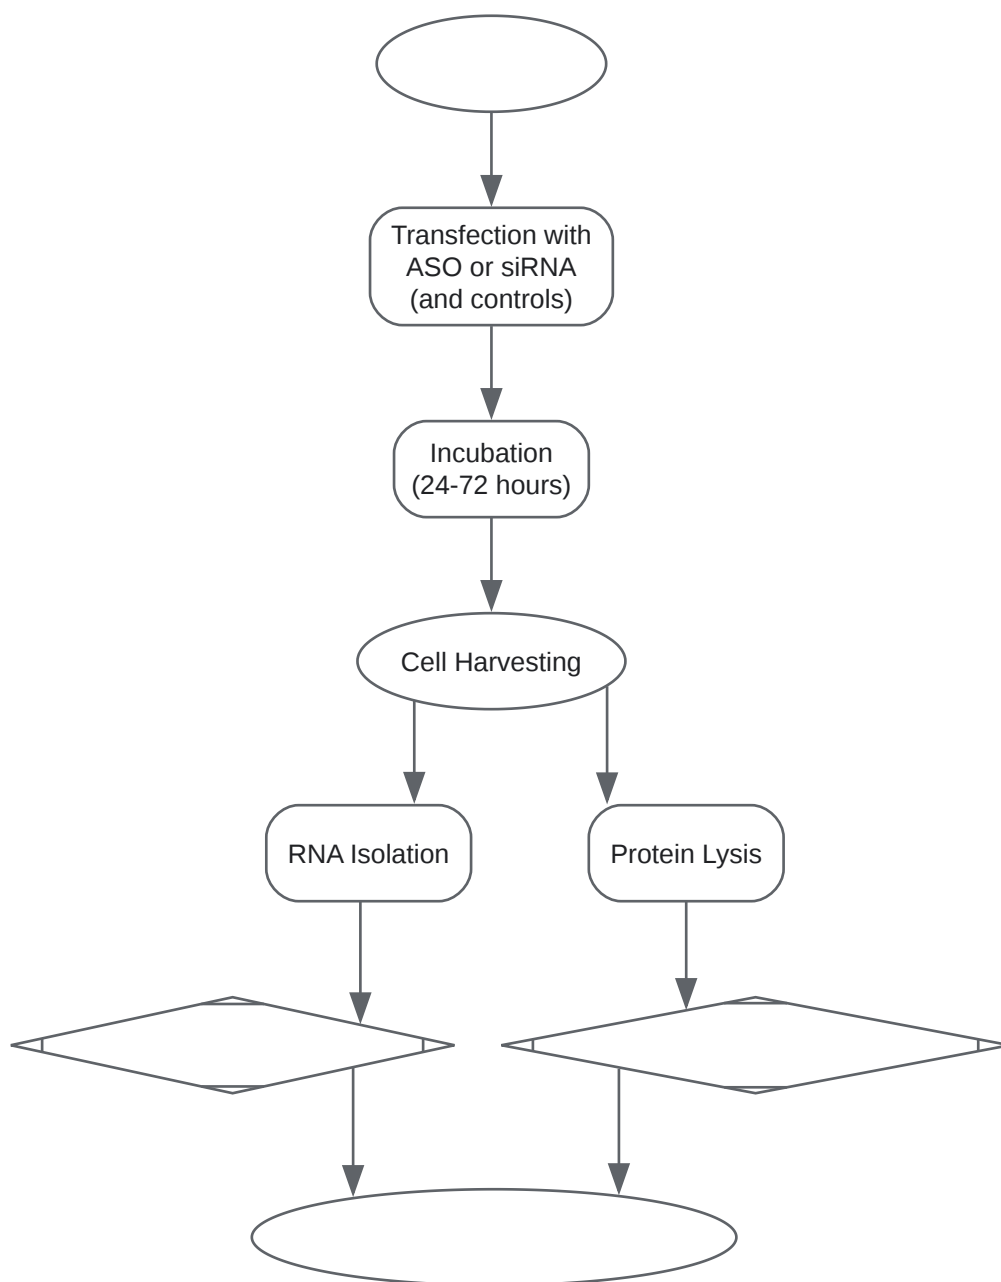 Transfection with
ASO or siRNA
(and controls)
Incubation
(24-72 hours)
Cell Harvesting
RNA Isolation
Protein Lysis